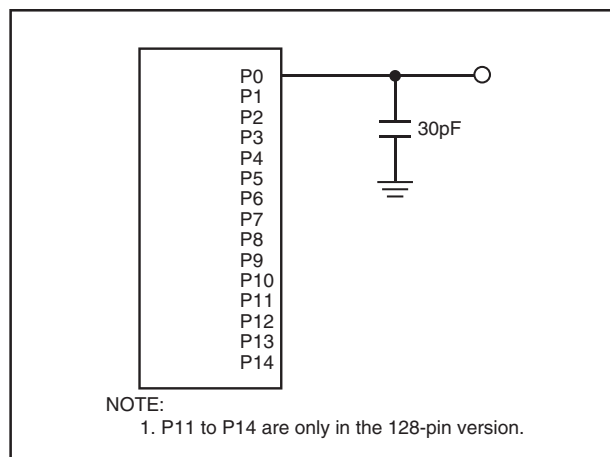 P0
P1
P2
P3
P4
P5
P6
P7
P8
P9
P10
P11
P12
P13
P14
30pF
NOTE:
1. P11 to P14 are only in the 128-pin version.